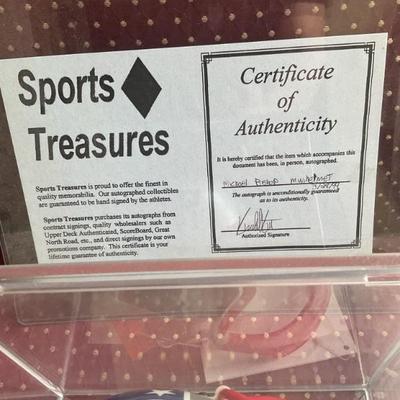 Sports
Treasures
Sports Treasures is proud to offer the finest in
quality memorabilia. Our autographed collectibles
are guaranteed to be hand signed by the athletes.
Sports Treasures purchases its autographs from
contract signings, quality wholesalers such as
Upper Deck Authenticated, ScoreBoard, Great
North Road, etc., and direct signings by our own
promotions company. This certificate is your
lifetime guarantee of authenticity.
Certificate
of
Authenticity
It is hereby certified that the item which accompanies this
document has been, in person, autographed.
Michael
The autograph is unconditionally guaranteed
as to its authenticity.
Authorized Signature